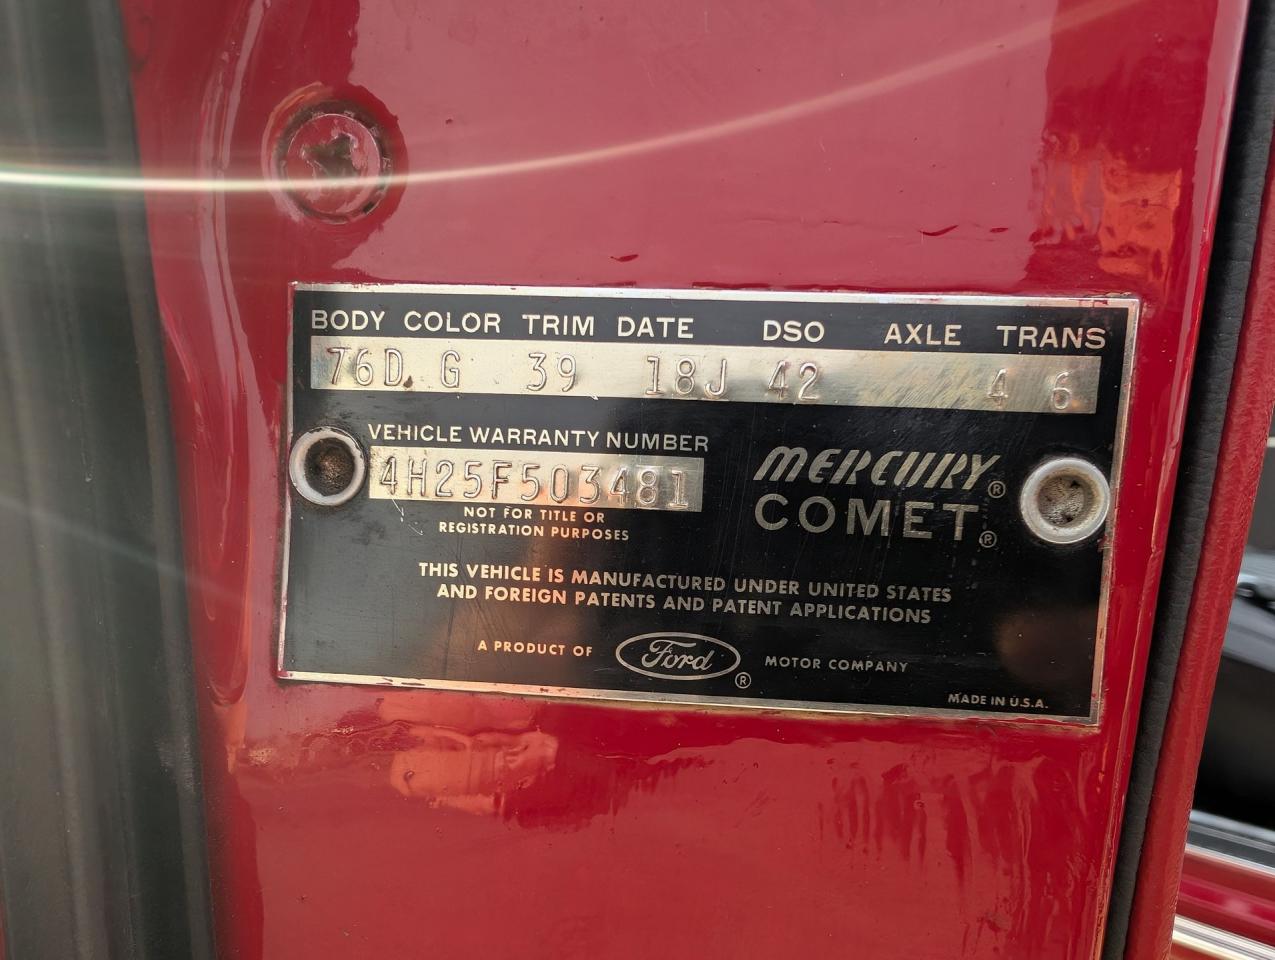 BODY COLOR TRIM DATE DSO AXLE TRANS
76D G 39 18J 42 4 6
VEHICLE WARRANTY NUMBER
4H25F503481
NOT FOR TITLE OR
REGISTRATION PURPOSES
MERCURY®
COMET®
THIS VEHICLE IS MANUFACTURED UNDER UNITED STATES
AND FOREIGN PATENTS AND PATENT APPLICATIONS
A PRODUCT OF Ford® MOTOR COMPANY
MADE IN U.S.A.